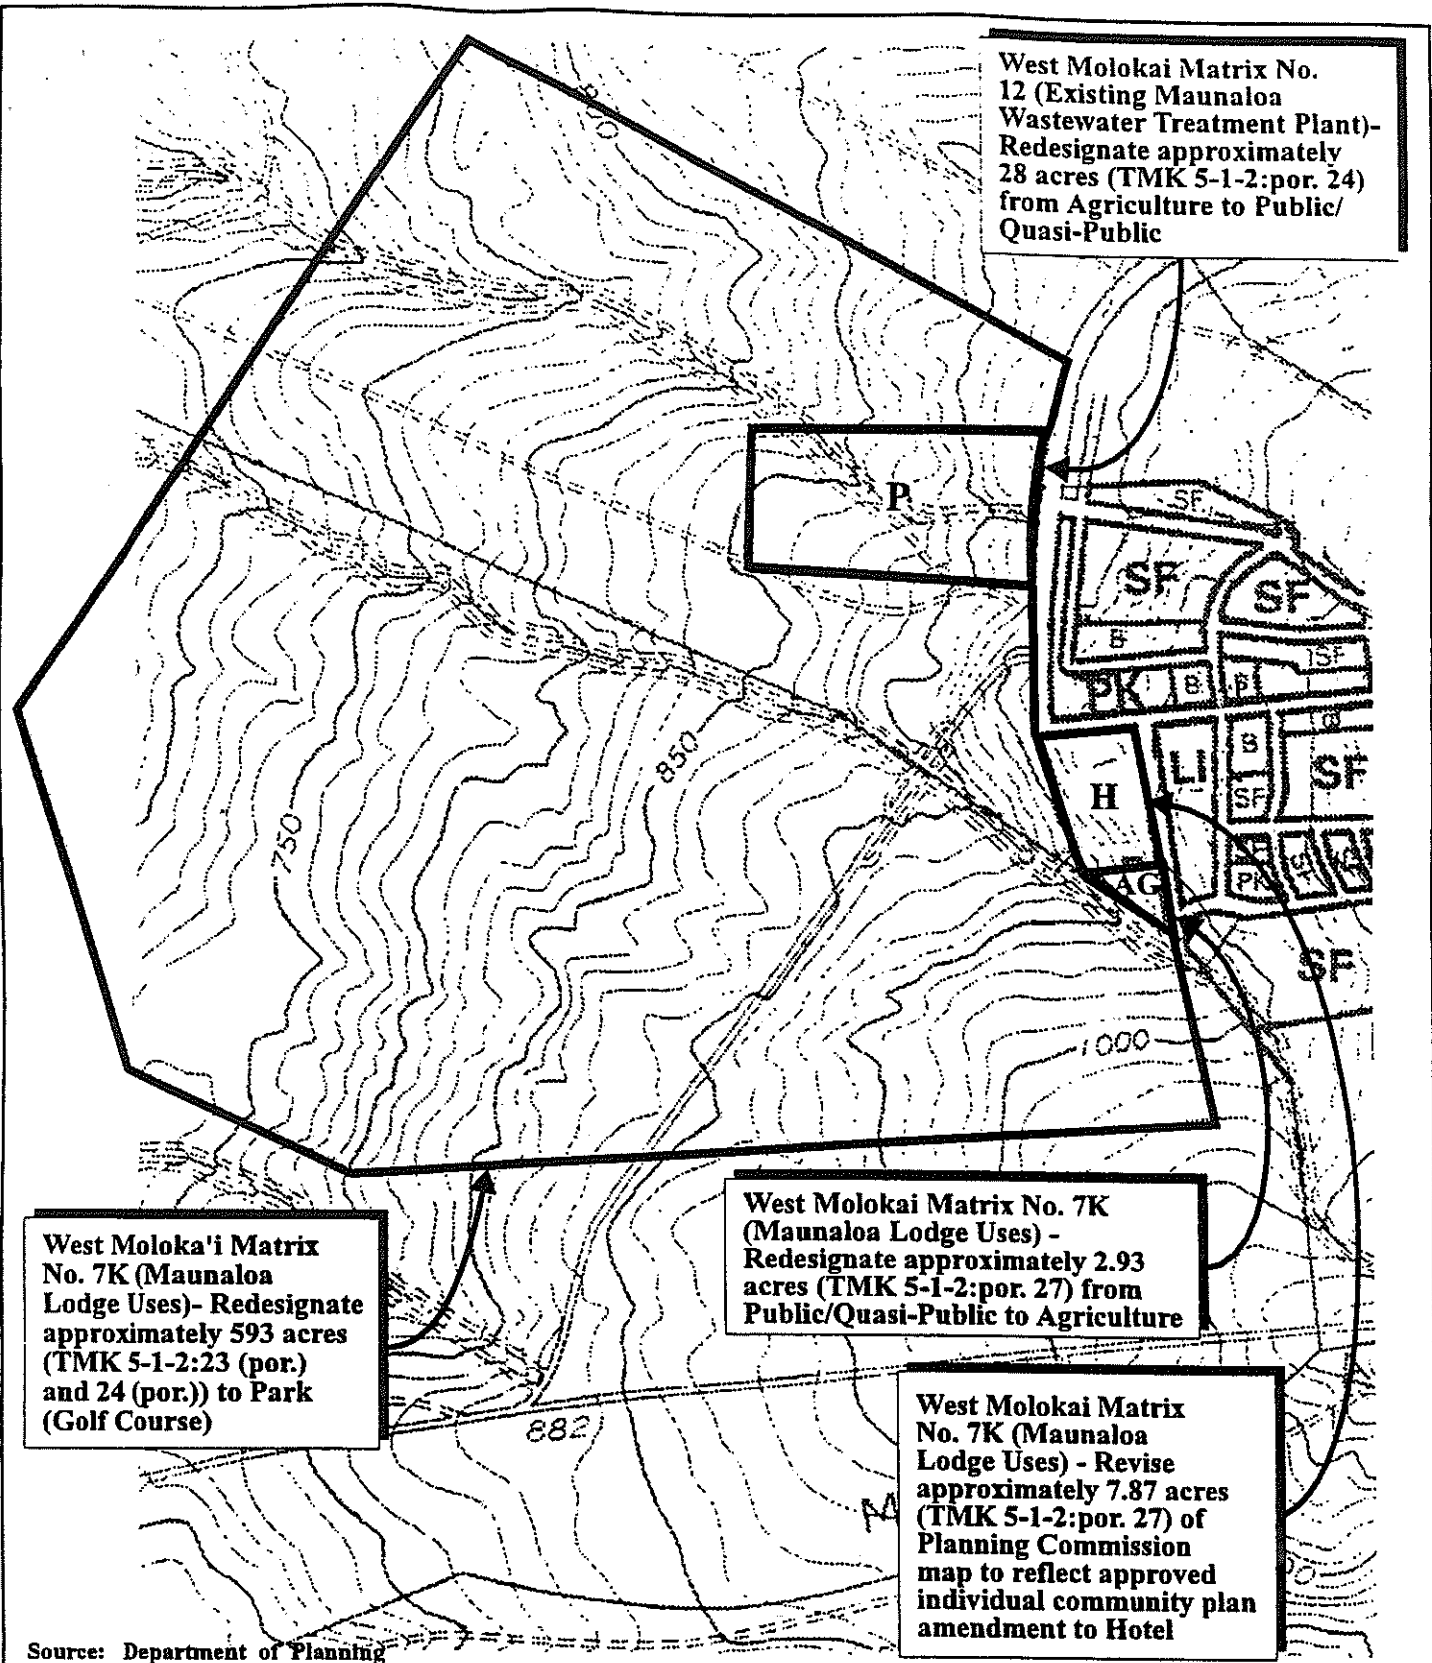 West Molokai Matrix No.
12 (Existing Maunaloa
Wastewater Treatment Plant)-
Redesignate approximately
28 acres (TMK 5-1-2:por. 24)
from Agriculture to Public/
Quasi-Public
P
SF
SF
SF
B
SF
PK
B
P
B
LI
H
SF
SF
PK
AG
SF
850
750
1000
West Molokai Matrix No. 7K
(Maunaloa Lodge Uses) -
Redesignate approximately 2.93
acres (TMK 5-1-2:por. 27) from
Public/Quasi-Public to Agriculture
West Moloka'i Matrix
No. 7K (Maunaloa
Lodge Uses)- Redesignate
approximately 593 acres
(TMK 5-1-2:23 (por.)
and 24 (por.)) to Park
(Golf Course)
882
West Molokai Matrix
No. 7K (Maunaloa
Lodge Uses) - Revise
approximately 7.87 acres
(TMK 5-1-2:por. 27) of
Planning Commission
map to reflect approved
individual community plan
amendment to Hotel
Source: Department of Planning